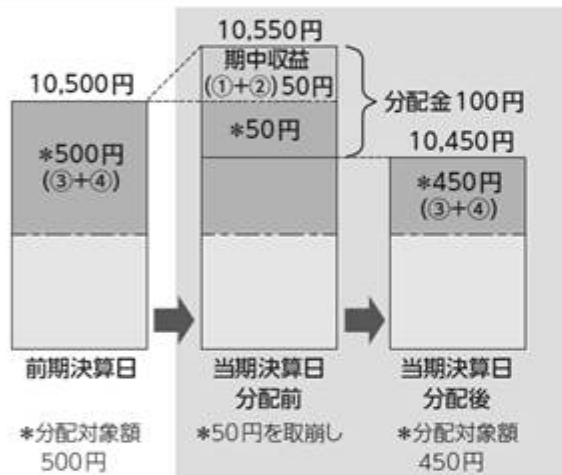 10,500円
*500円
(③+④)
前期決算日
*分配対象額
500円
10,550円
期中収益
(①+②)50円
*50円
分配金100円
当期決算日
分配前
*50円を取崩し
10,450円
*450円
(③+④)
当期決算日
分配後
*分配対象額
450円